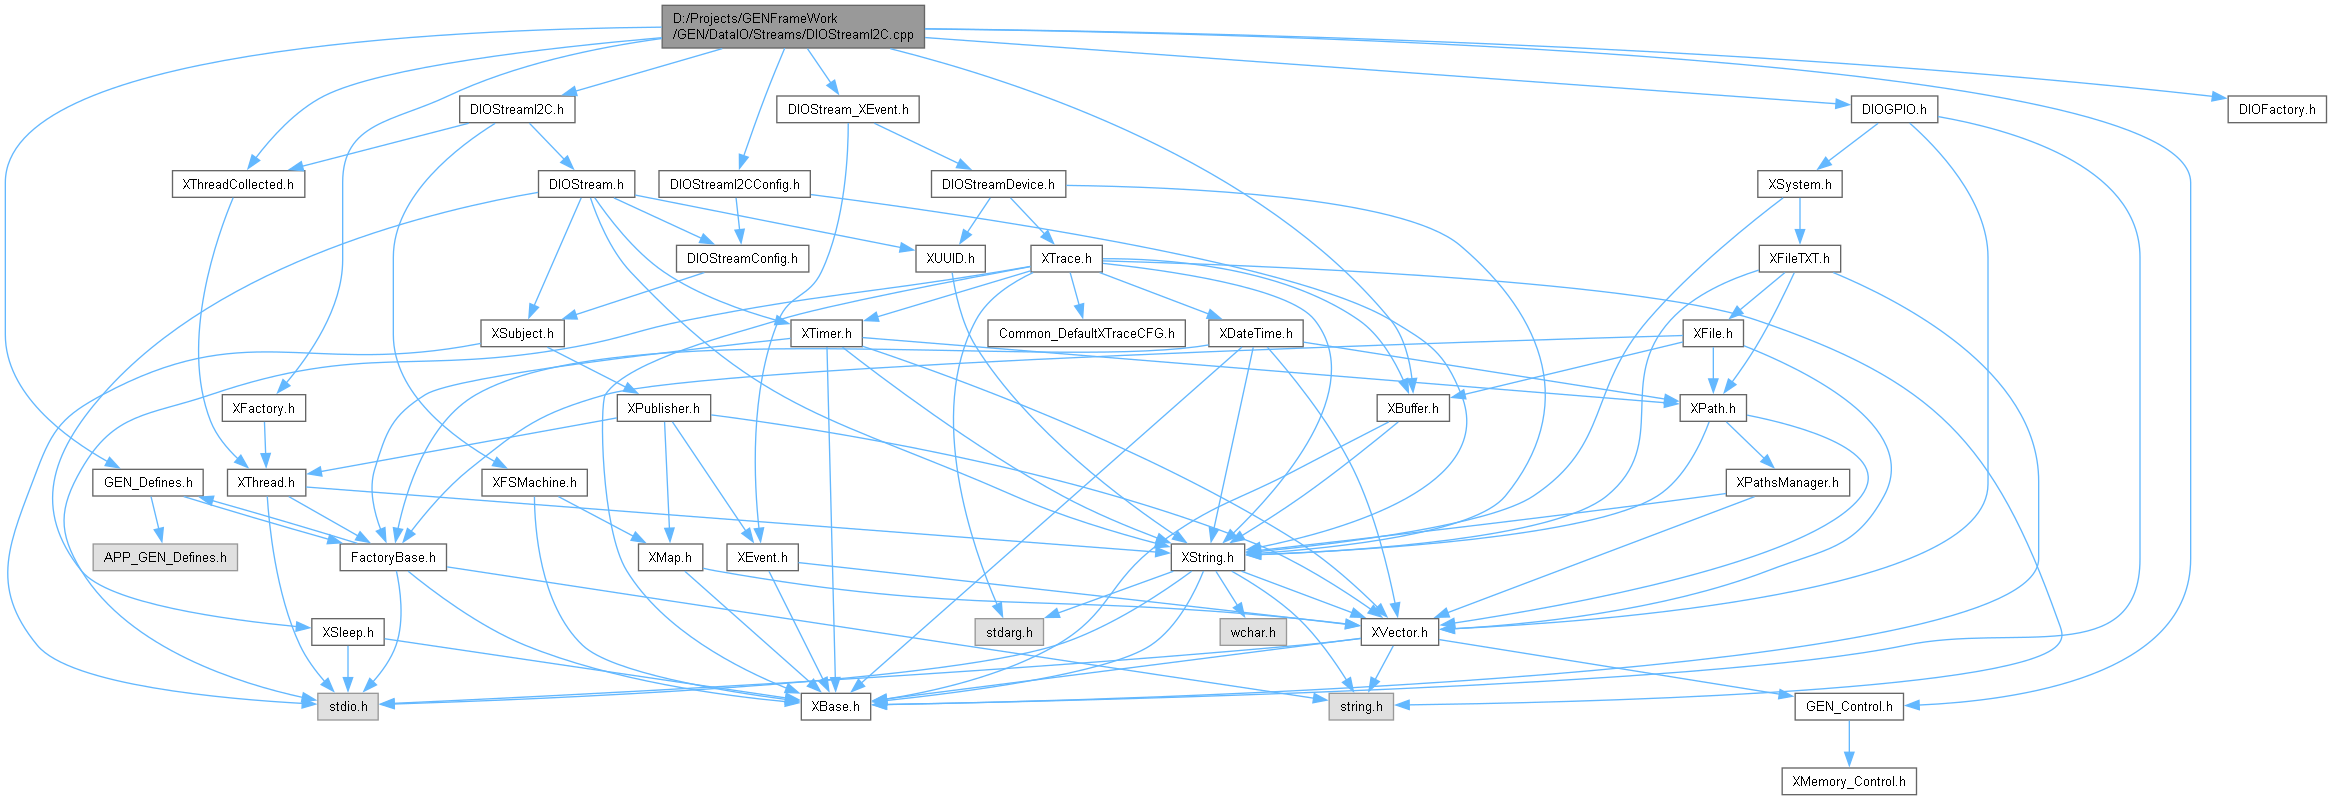 D:/Projects/GENFrameWork
/GEN/DataIO/Streams/DIOStreamI2C.cpp
DIOStreamI2C.h
DIOStream_XEvent.h
DIOGPIO.h
DIOFactory.h
XThreadCollected.h
DIOStream.h
DIOStreamI2CConfig.h
DIOStreamDevice.h
XSystem.h
DIOStreamConfig.h
XUUID.h
XTrace.h
XFileTXT.h
XSubject.h
XTimer.h
Common_DefaultXTraceCFG.h
XDateTime.h
XFile.h
XFactory.h
XPublisher.h
XBuffer.h
XPath.h
GEN_Defines.h
XThread.h
XFSMachine.h
XPathsManager.h
APP_GEN_Defines.h
FactoryBase.h
XMap.h
XEvent.h
XString.h
XSleep.h
stdarg.h
wchar.h
XVector.h
stdio.h
XBase.h
string.h
GEN_Control.h
XMemory_Control.h